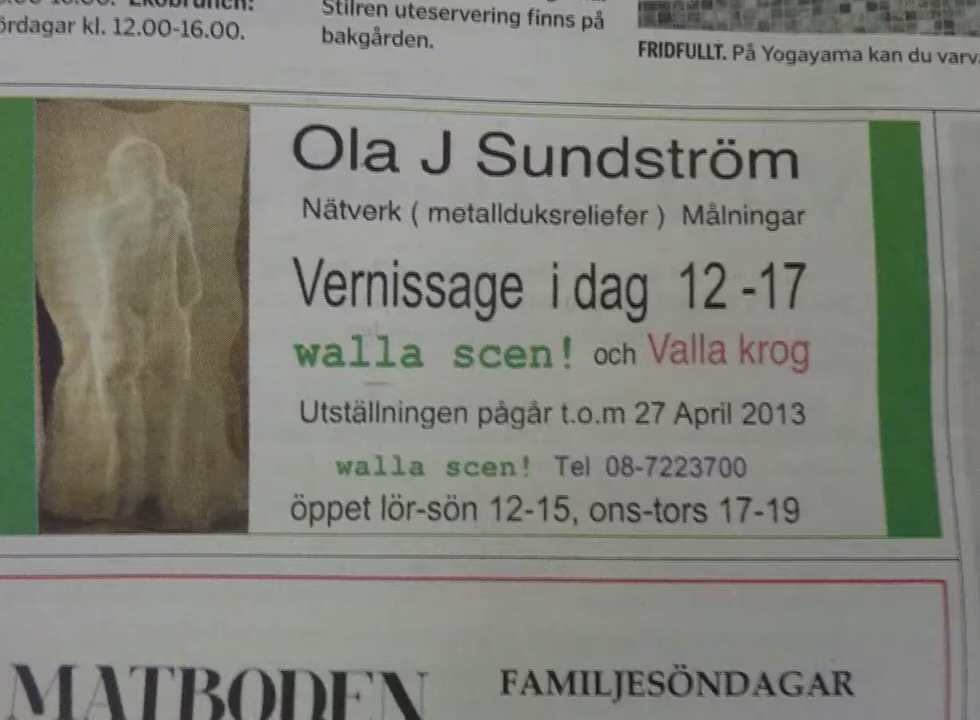 kl. 12.00-16.00.
Stilren uteservering finns på
bakgården.
FRIDFULLT. På Yogayama kan du
Ola J Sundström
Nätverk ( metallduksreliefer ) Målningar
Vernissage i dag 12 -17
walla scen! och Valla krog
Utställningen pågår t.o.m 27 April 2013
walla scen! Tel 08-7223700
öppet lör-sön 12-15, ons-tors 17-19
MATBODEN
FAMILJESÖNDAGAR